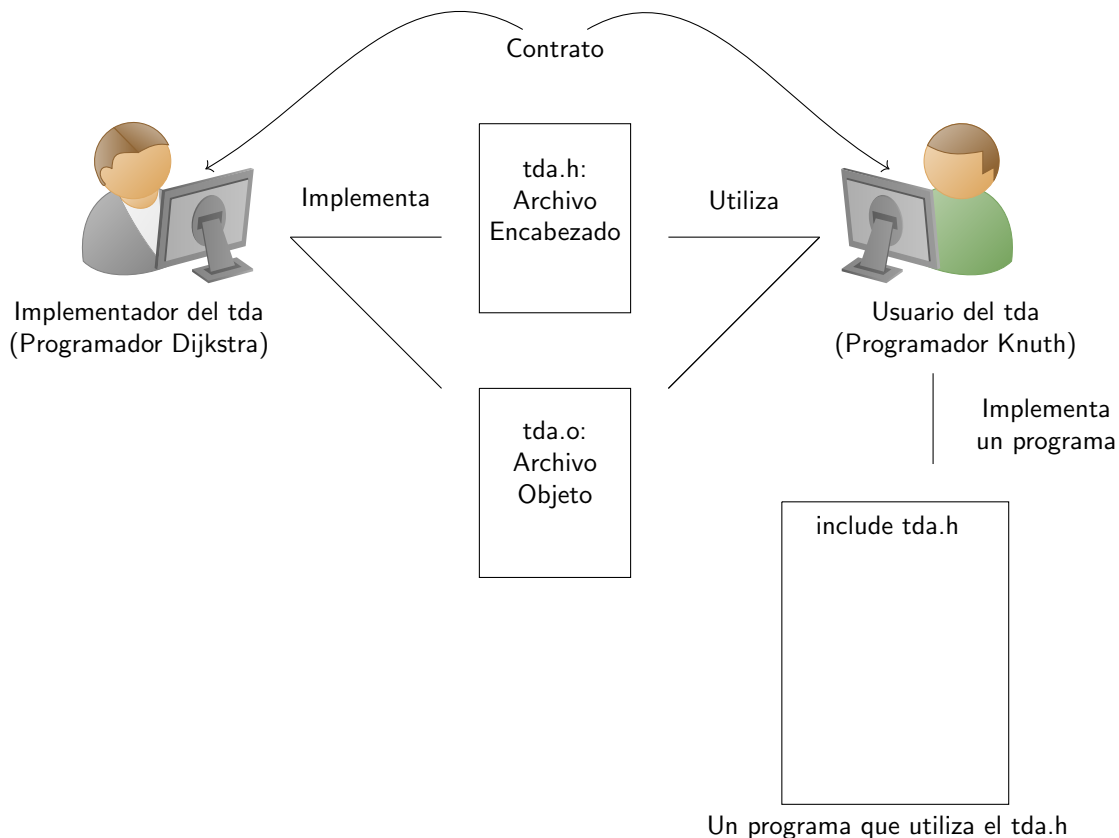 Contrato
tda.h:
Archivo
Encabezado
Implementa
Utiliza
Implementador del tda
(Programador Dijkstra)
Usuario del tda
(Programador Knuth)
tda.o:
Archivo
Objeto
Implementa
un programa
include tda.h
Un programa que utiliza el tda.h